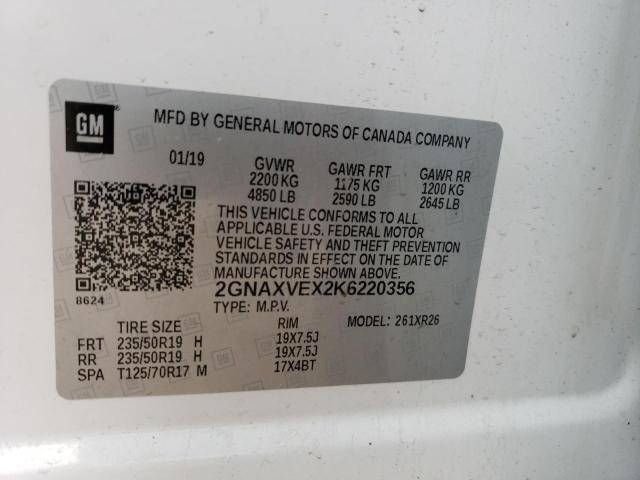 GM
MFD BY GENERAL MOTORS OF CANADA COMPANY
01/19 GVWR GAWR FRT GAWR RR
2200 KG 1175 KG 1200 KG
4850 LB 2590 LB 2645 LB
THIS VEHICLE CONFORMS TO ALL
APPLICABLE U.S. FEDERAL MOTOR
VEHICLE SAFETY AND THEFT PREVENTION
STANDARDS IN EFFECT ON THE DATE OF
MANUFACTURE SHOWN ABOVE.
8624 2GNAXVEX2K6220356
TYPE: M.P.V. MODEL: 261XR26
TIRE SIZE RIM
FRT 235/50R19 H 19X7.5J
RR 235/50R19 H 19X7.5J
SPA T125/70R17 M 17X4BT